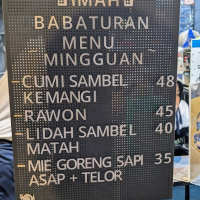 IMAH
BABATURAN
MENU
MINGGUAN~
–CUMI SAMBEL 48
KEMANGI
–RAWON 45
–LIDAH SAMBEL 40
MATAH
–MIE GORENG SAPI 35
ASAP + TELOR